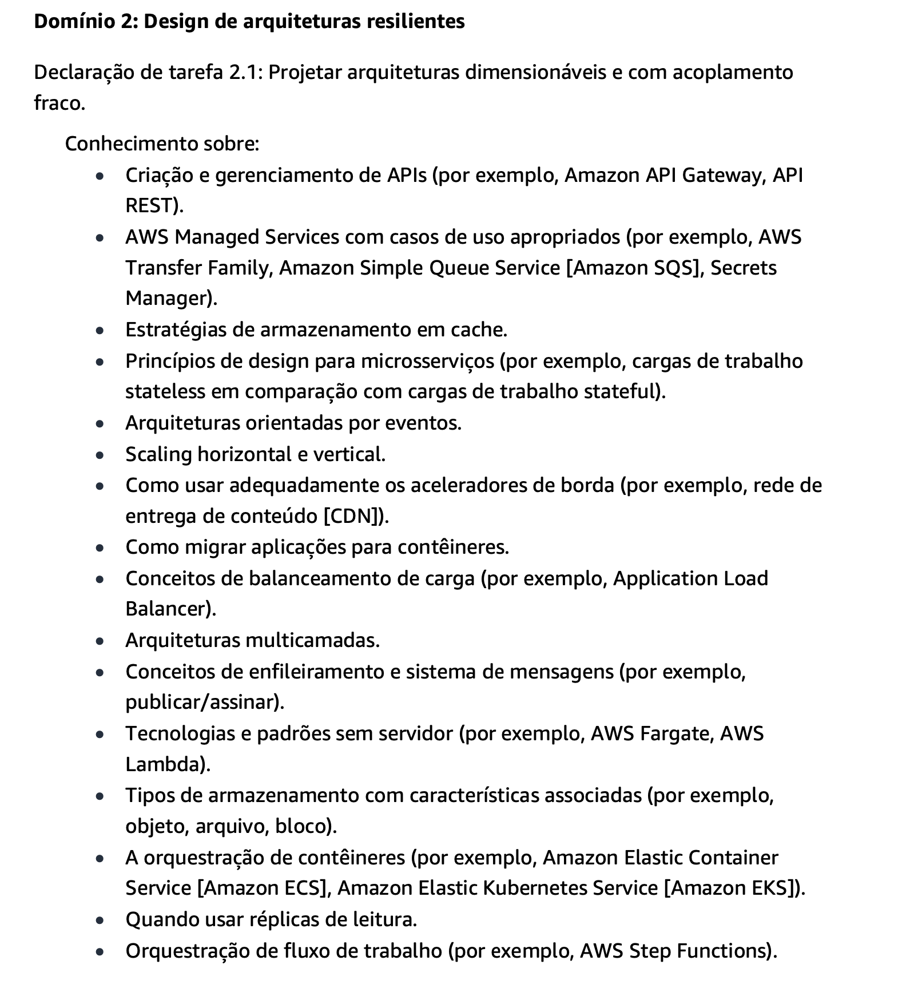 Domínio 2: Design de arquiteturas resilientes
Declaração de tarefa 2.1: Projetar arquiteturas dimensionáveis e com acoplamento
fraco.
Conhecimento sobre:
• Criação e gerenciamento de APIs (por exemplo, Amazon API Gateway, API
REST).
• AWS Managed Services com casos de uso apropriados (por exemplo, AWS
Transfer Family, Amazon Simple Queue Service [Amazon SQS], Secrets
Manager).
• Estratégias de armazenamento em cache.
• Princípios de design para microsserviços (por exemplo, cargas de trabalho
stateless em comparação com cargas de trabalho stateful).
• Arquiteturas orientadas por eventos.
• Scaling horizontal e vertical.
• Como usar adequadamente os aceleradores de borda (por exemplo, rede de
entrega de conteúdo [CDN]).
• Como migrar aplicações para contêineres.
• Conceitos de balanceamento de carga (por exemplo, Application Load
Balancer).
• Arquiteturas multicamadas.
• Conceitos de enfileiramento e sistema de mensagens (por exemplo,
publicar/assinar).
• Tecnologias e padrões sem servidor (por exemplo, AWS Fargate, AWS
Lambda).
• Tipos de armazenamento com características associadas (por exemplo,
objeto, arquivo, bloco).
• A orquestração de contêineres (por exemplo, Amazon Elastic Container
Service [Amazon ECS], Amazon Elastic Kubernetes Service [Amazon EKS]).
• Quando usar réplicas de leitura.
• Orquestração de fluxo de trabalho (por exemplo, AWS Step Functions).